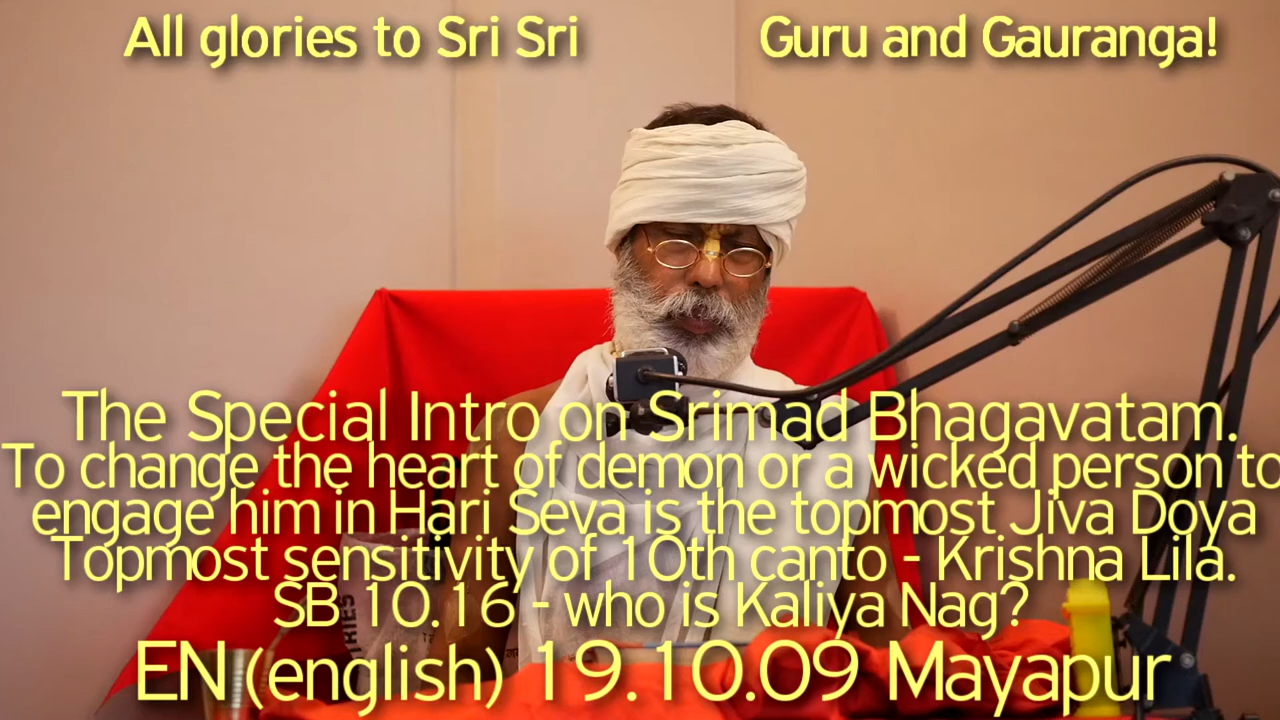 All glories to Sri Sri Guru and Gauranga!
The Special Intro on Srimad Bhagavatam.
To change the heart of demon or a wicked person to
engage him in Hari Seva is the topmost Jiva Doya
Topmost sensitivity of 10th canto - Krishna Lila.
SB 10.16 - who is Kaliya Nag?
EN (english) 19.10.09 Mayapur